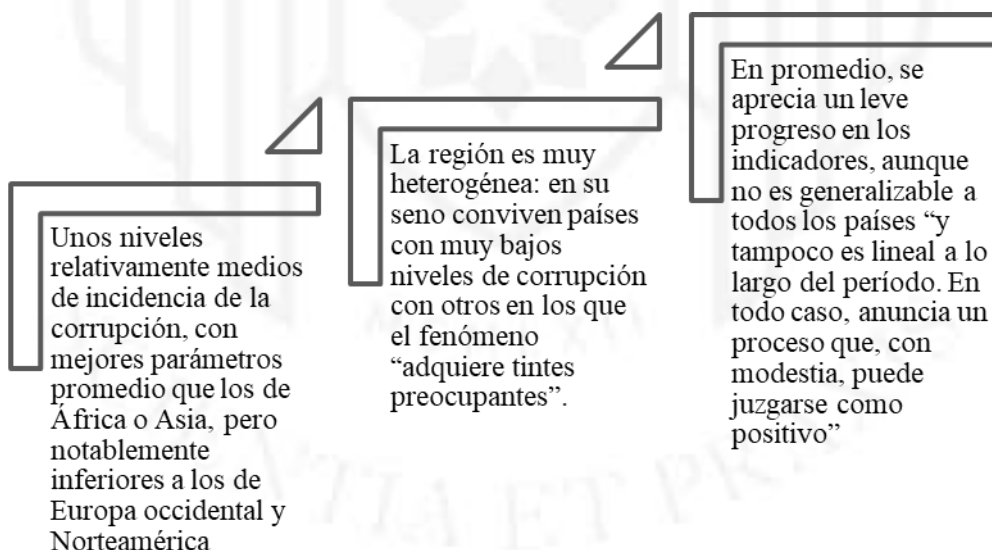 Unos niveles
relativamente medios
de incidencia de la
corrupción, con
mejores parámetros
promedio que los de
África o Asia, pero
notablemente
inferiores a los de
Europa occidental y
Norteamérica
La región es muy
heterogénea: en su
seno conviven países
con muy bajos
niveles de corrupción
con otros en los que
el fenómeno
“adquiere tintes
preocupantes”.
En promedio, se
aprecia un leve
progreso en los
indicadores, aunque
no es generalizable a
todos los países “y
tampoco es lineal a lo
largo del período. En
todo caso, anuncia un
proceso que, con
modestia, puede
juzgarse como
positivo”